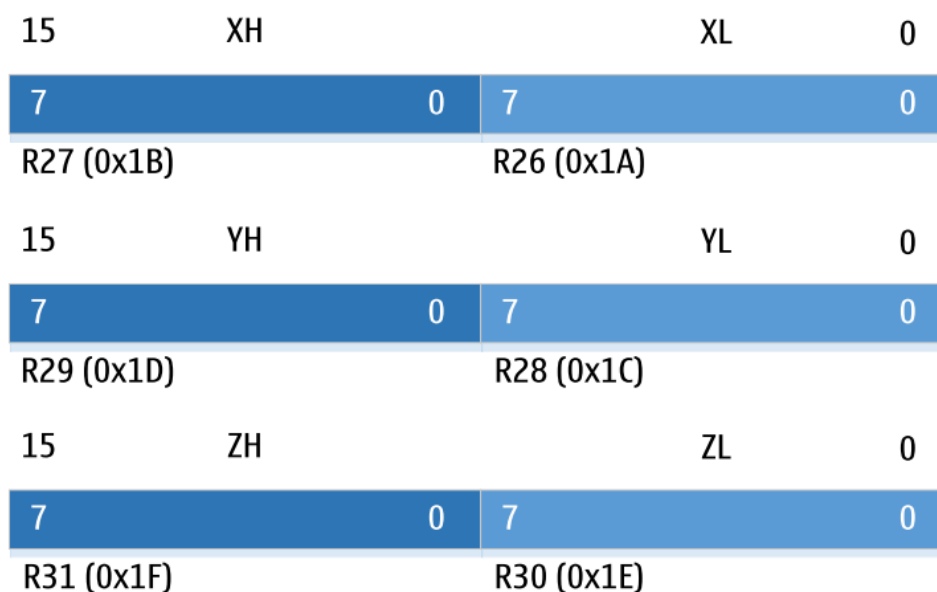 15 XH XL 0
7 0 7 0
R27 (0x1B) R26 (0x1A)
15 YH YL 0
7 0 7 0
R29 (0x1D) R28 (0x1C)
15 ZH ZL 0
7 0 7 0
R31 (0x1F) R30 (0x1E)